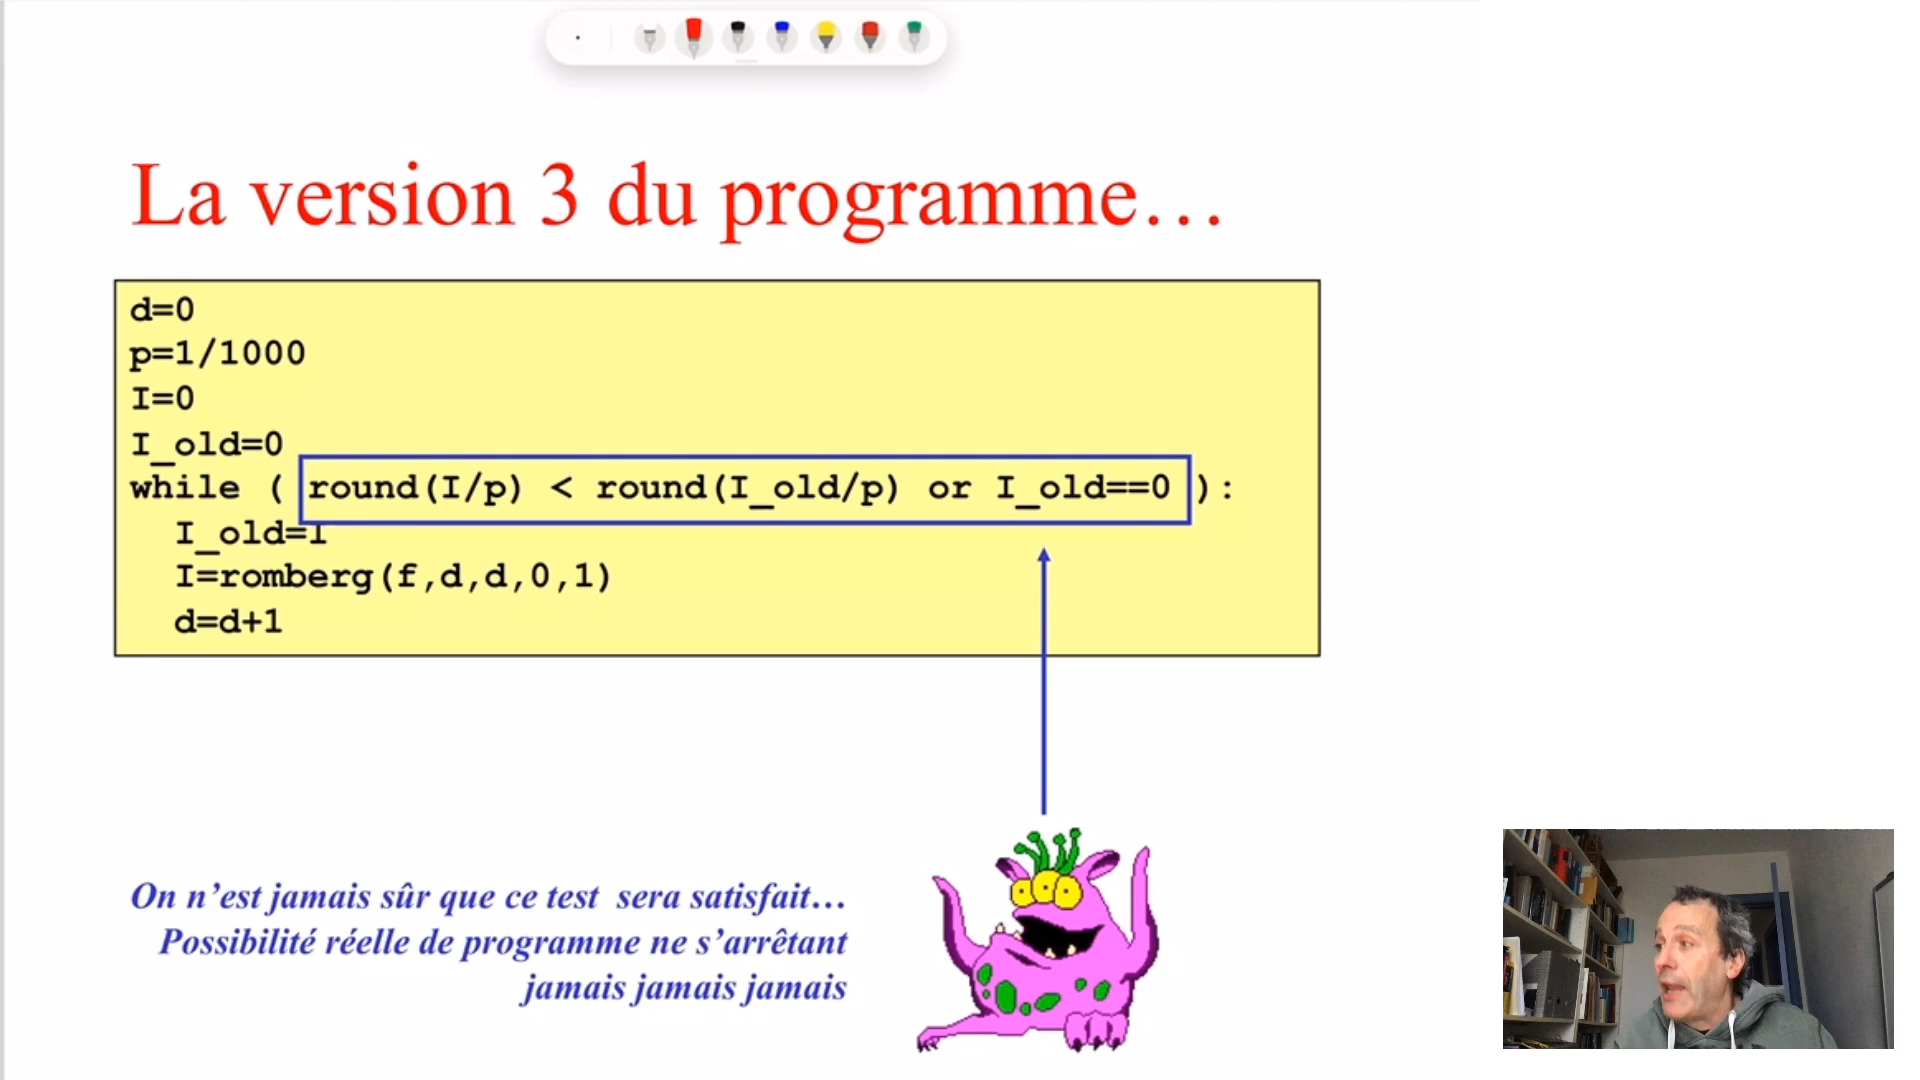 La version 3 du programme…
d=0
p=1/1000
I=0
I_old=0
while ( round(I/p) < round(I_old/p) or I_old==0 ):
I_old=I
I=romberg(f,d,d,0,1)
d=d+1
On n’est jamais sûr que ce test sera satisfait…
Possibilité réelle de programme ne s’arrêtant
jamais jamais jamais